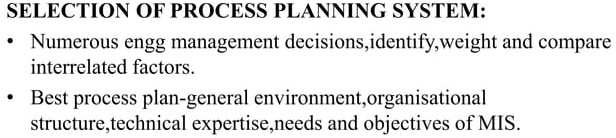 SELECTION OF PROCESS PLANNING SYSTEM:
• Numerous engg management decisions,identify,weight and compare
interrelated factors.
• Best process plan-general environment,organisational
structure,technical expertise,needs and objectives of MIS.